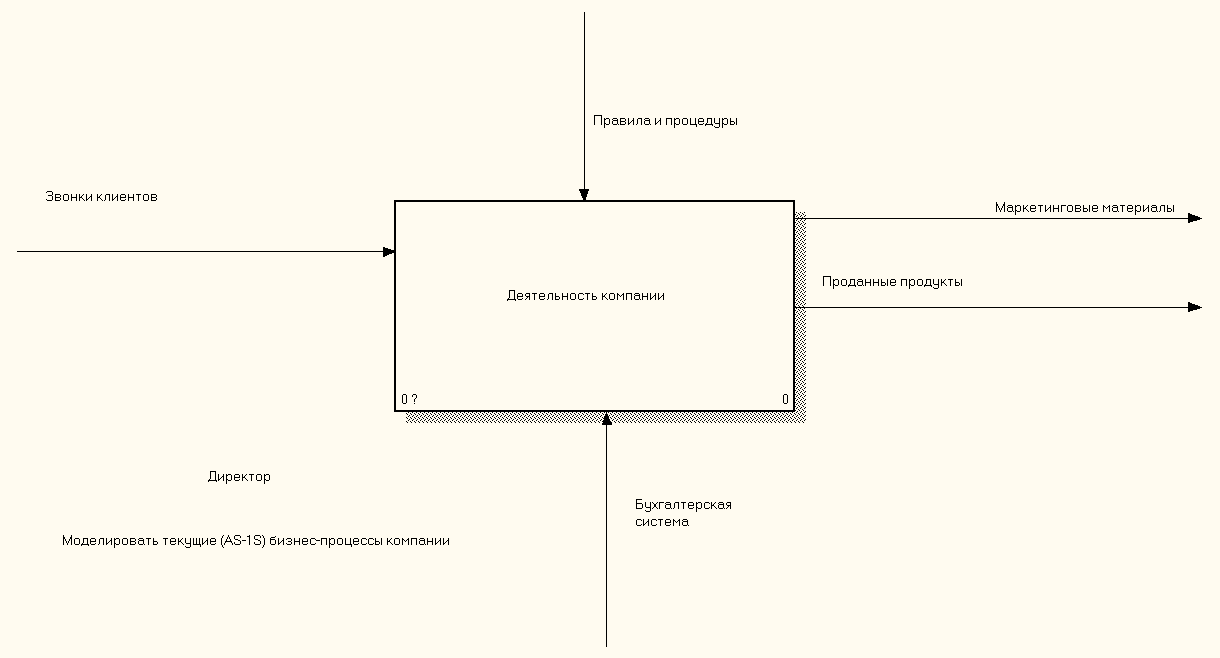 Правила и процедуры
Звонки клиентов
Маркетинговые материалы
Проданные продукты
Деятельность компании
0 ?
0
Директор
Бухгалтерская
система
Моделировать текущие (AS-1S) бизнес-процессы компании